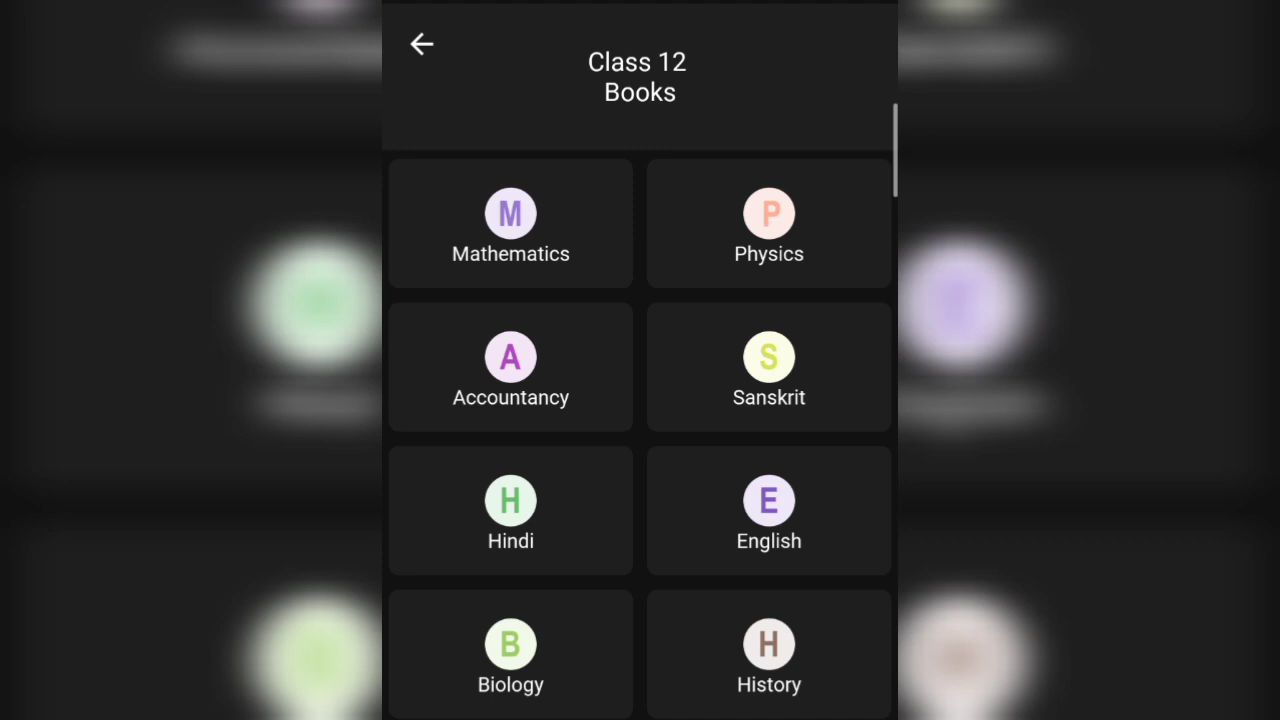 Class 12
Books
M
Mathematics
P
Physics
A
Accountancy
S
Sanskrit
H
Hindi
E
English
B
Biology
H
History